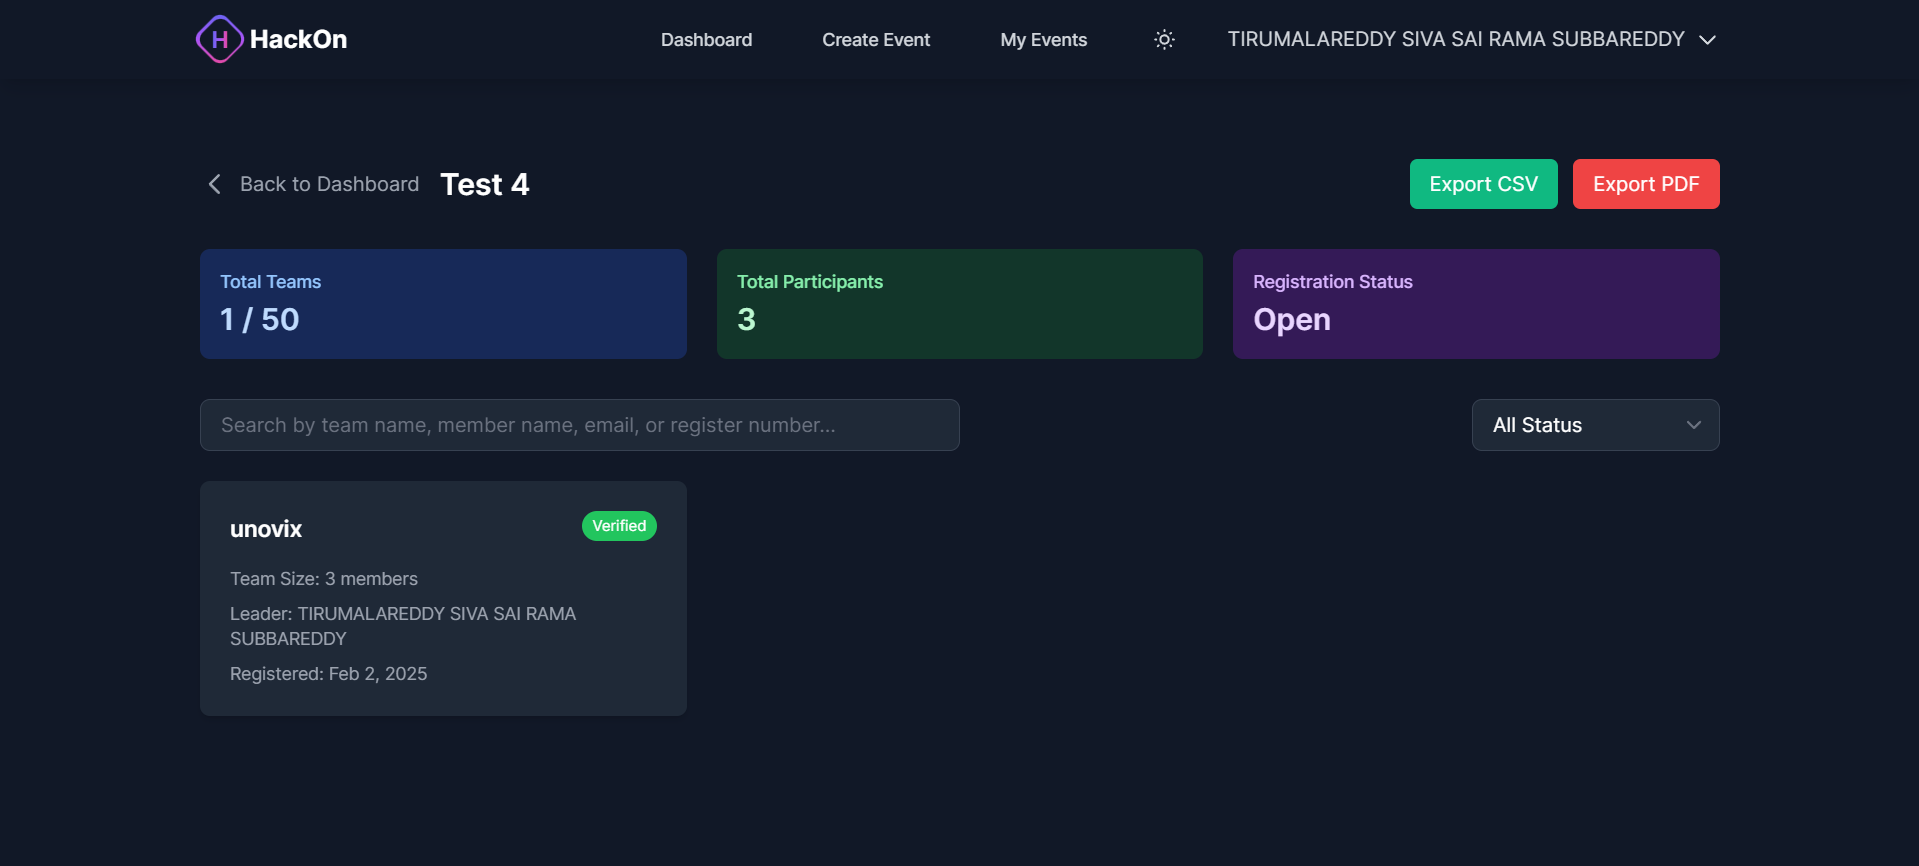 H HackOn
Dashboard
Create Event
My Events
TIRUMALAREDDY SIVA SAI RAMA SUBBAREDDY
Back to Dashboard
Test 4
Export CSV
Export PDF
Total Teams
1 / 50
Total Participants
3
Registration Status
Open
Search by team name, member name, email, or register number...
All Status
unovix
Verified
Team Size: 3 members
Leader: TIRUMALAREDDY SIVA SAI RAMA
SUBBAREDDY
Registered: Feb 2, 2025